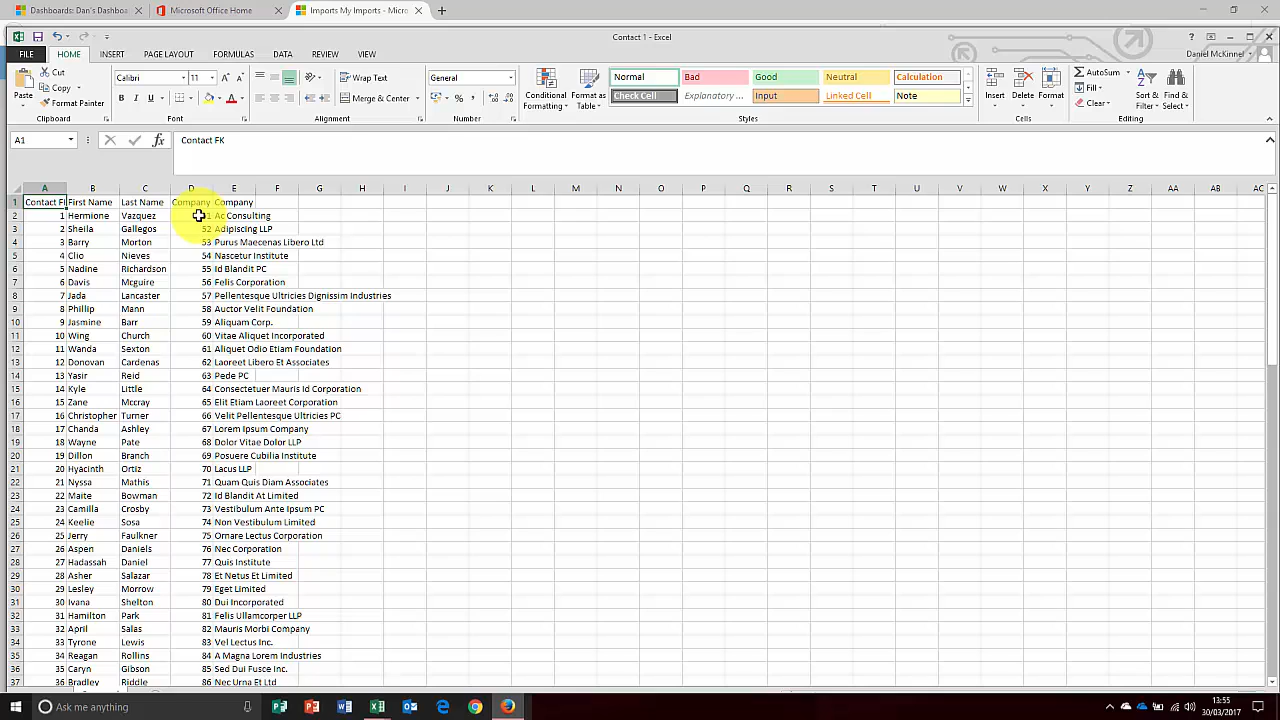 Dashboards: Dan's Dashboa
Microsoft Office Home
Imports My Imports - Micro
Contact 1 - Excel
Daniel McKinnel
FILE HOME INSERT PAGE LAYOUT FORMULAS DATA REVIEW VIEW
Paste
Cut
Copy
Format Painter
Clipboard
Calibri 11
B I U
Font
Wrap Text
Merge & Center
Alignment
General
Number
Conditional Formatting
Format as Table
Normal Bad Good Neutral Calculation
Check Cell Explanatory ... Input Linked Cell Note
Styles
Insert Delete Format
Cells
AutoSum
Fill
Clear
Sort & Filter
Find & Select
Editing
A1
Contact FK
A B C D E F G H I J K L M N O P Q R S T U V W X Y Z AA AB AC
1 Contact FK First Name Last Name Company Company
2 1 Hermione Vazquez 1 Ac Consulting
3 2 Sheila Gallegos 52 Adipiscing LLP
4 3 Barry Morton 53 Purus Maecenas Libero Ltd
5 4 Clio Nieves 54 Nascetur Institute
6 5 Nadine Richardson 55 Id Blandit PC
7 6 Davis Mcguire 56 Felis Corporation
8 7 Jada Lancaster 57 Pellentesque Ultricies Dignissim Industries
9 8 Phillip Mann 58 Auctor Velit Foundation
10 9 Jasmine Barr 59 Aliquam Corp.
11 10 Wing Church 60 Vitae Aliquet Incorporated
12 11 Wanda Sexton 61 Aliquet Odio Etiam Foundation
13 12 Donovan Cardenas 62 Laoreet Libero Et Associates
14 13 Yasir Reid 63 Pede PC
15 14 Kyle Little 64 Consectetuer Mauris Id Corporation
16 15 Zane Mccray 65 Elit Etiam Laoreet Corporation
17 16 Christopher Turner 66 Velit Pellentesque Ultricies PC
18 17 Chanda Ashley 67 Lorem Ipsum Company
19 18 Wayne Pate 68 Dolor Vitae Dolor LLP
20 19 Dillon Branch 69 Posuere Cubilia Institute
21 20 Hyacinth Ortiz 70 Lacus LLP
22 21 Nyssa Mathis 71 Quam Quis Diam Associates
23 22 Maite Bowman 72 Id Blandit At Limited
24 23 Camilla Crosby 73 Vestibulum Ante Ipsum PC
25 24 Keelie Sosa 74 Non Vestibulum Limited
26 25 Jerry Faulkner 75 Ornare Lectus Corporation
27 26 Aspen Daniels 76 Nec Corporation
28 27 Hadassah Daniel 77 Quis Institute
29 28 Asher Salazar 78 Et Netus Et Limited
30 29 Lesley Morrow 79 Eget Limited
31 30 Ivana Shelton 80 Dui Incorporated
32 31 Hamilton Park 81 Felis Ullamcorper LLP
33 32 April Salas 82 Mauris Morbi Company
34 33 Tyrone Lewis 83 Vel Lectus Inc.
35 34 Reagan Rollins 84 A Magna Lorem Industries
36 35 Caryn Gibson 85 Sed Dui Fusce Inc.
37 36 Bradley Riddle 86 Nec Urna Et Ltd
Ask me anything
13:55
30/03/2017